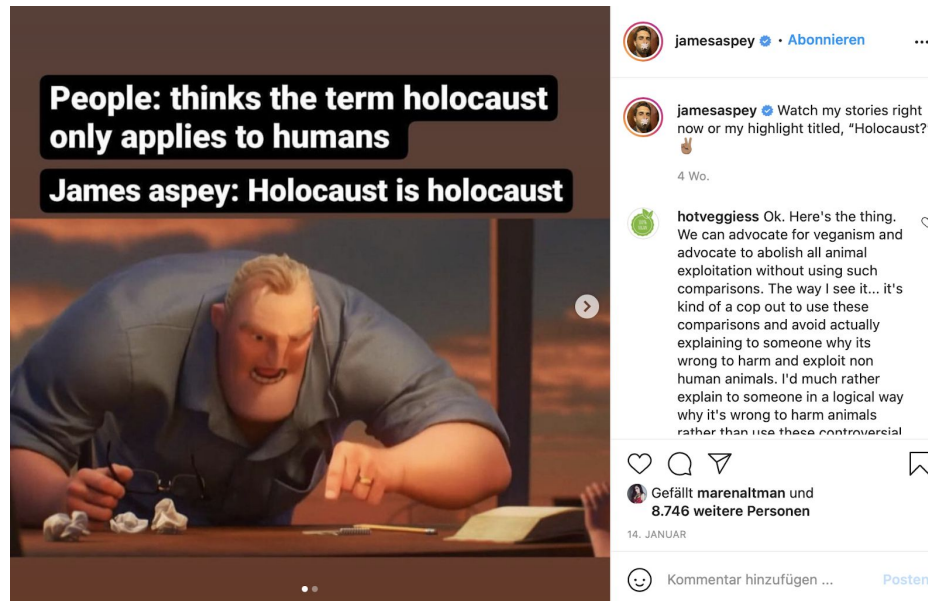 People: thinks the term holocaust
only applies to humans
James aspey: Holocaust is holocaust
jamesaspey • Abonnieren
jamesaspey Watch my stories right
now or my highlight titled, “Holocaust?”
4 Wo.
hotveggiess Ok. Here's the thing.
We can advocate for veganism and
advocate to abolish all animal
exploitation without using such
comparisons. The way I see it... it's
kind of a cop out to use these
comparisons and avoid actually
explaining to someone why its
wrong to harm and exploit non
human animals. I'd much rather
explain to someone in a logical way
why it's wrong to harm animals
rather than use these controversial
Gefällt marenaltman und
8.746 weitere Personen
14. JANUAR
Kommentar hinzufügen ...
Posten